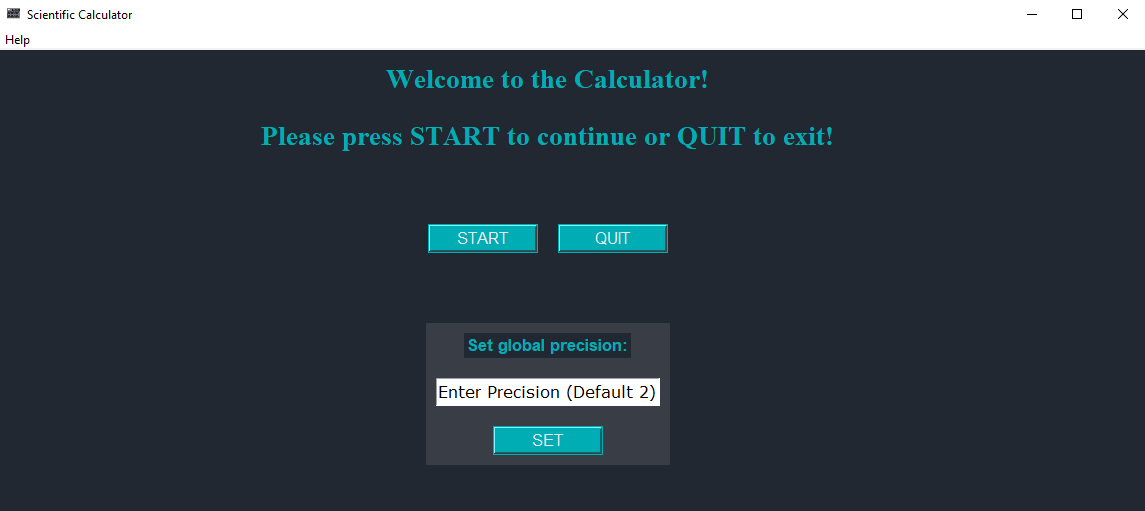 Scientific Calculator
Help
Welcome to the Calculator!
Please press START to continue or QUIT to exit!
START QUIT
Set global precision:
Enter Precision (Default 2)
SET